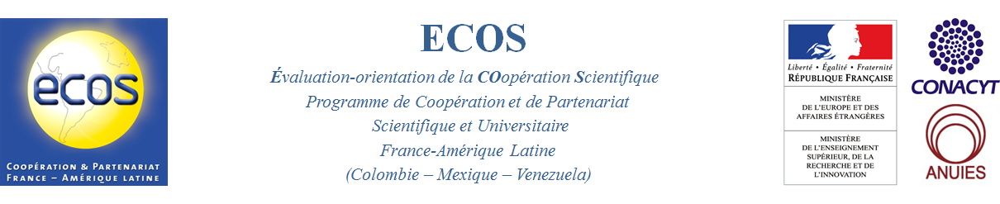 ecos
COOPÉRATION & PARTENARIAT
FRANCE – AMÉRIQUE LATINE
ECOS
Évaluation-orientation de la COopération Scientifique
Programme de Coopération et de Partenariat
Scientifique et Universitaire
France-Amérique Latine
(Colombie – Mexique – Venezuela)
Liberté • Égalité • Fraternité
RÉPUBLIQUE FRANÇAISE
MINISTÈRE
DE L'EUROPE ET DES
AFFAIRES ÉTRANGÈRES
MINISTÈRE
DE L'ENSEIGNEMENT
SUPÉRIEUR, DE LA
RECHERCHE ET DE
L'INNOVATION
CONACYT
ANUIES